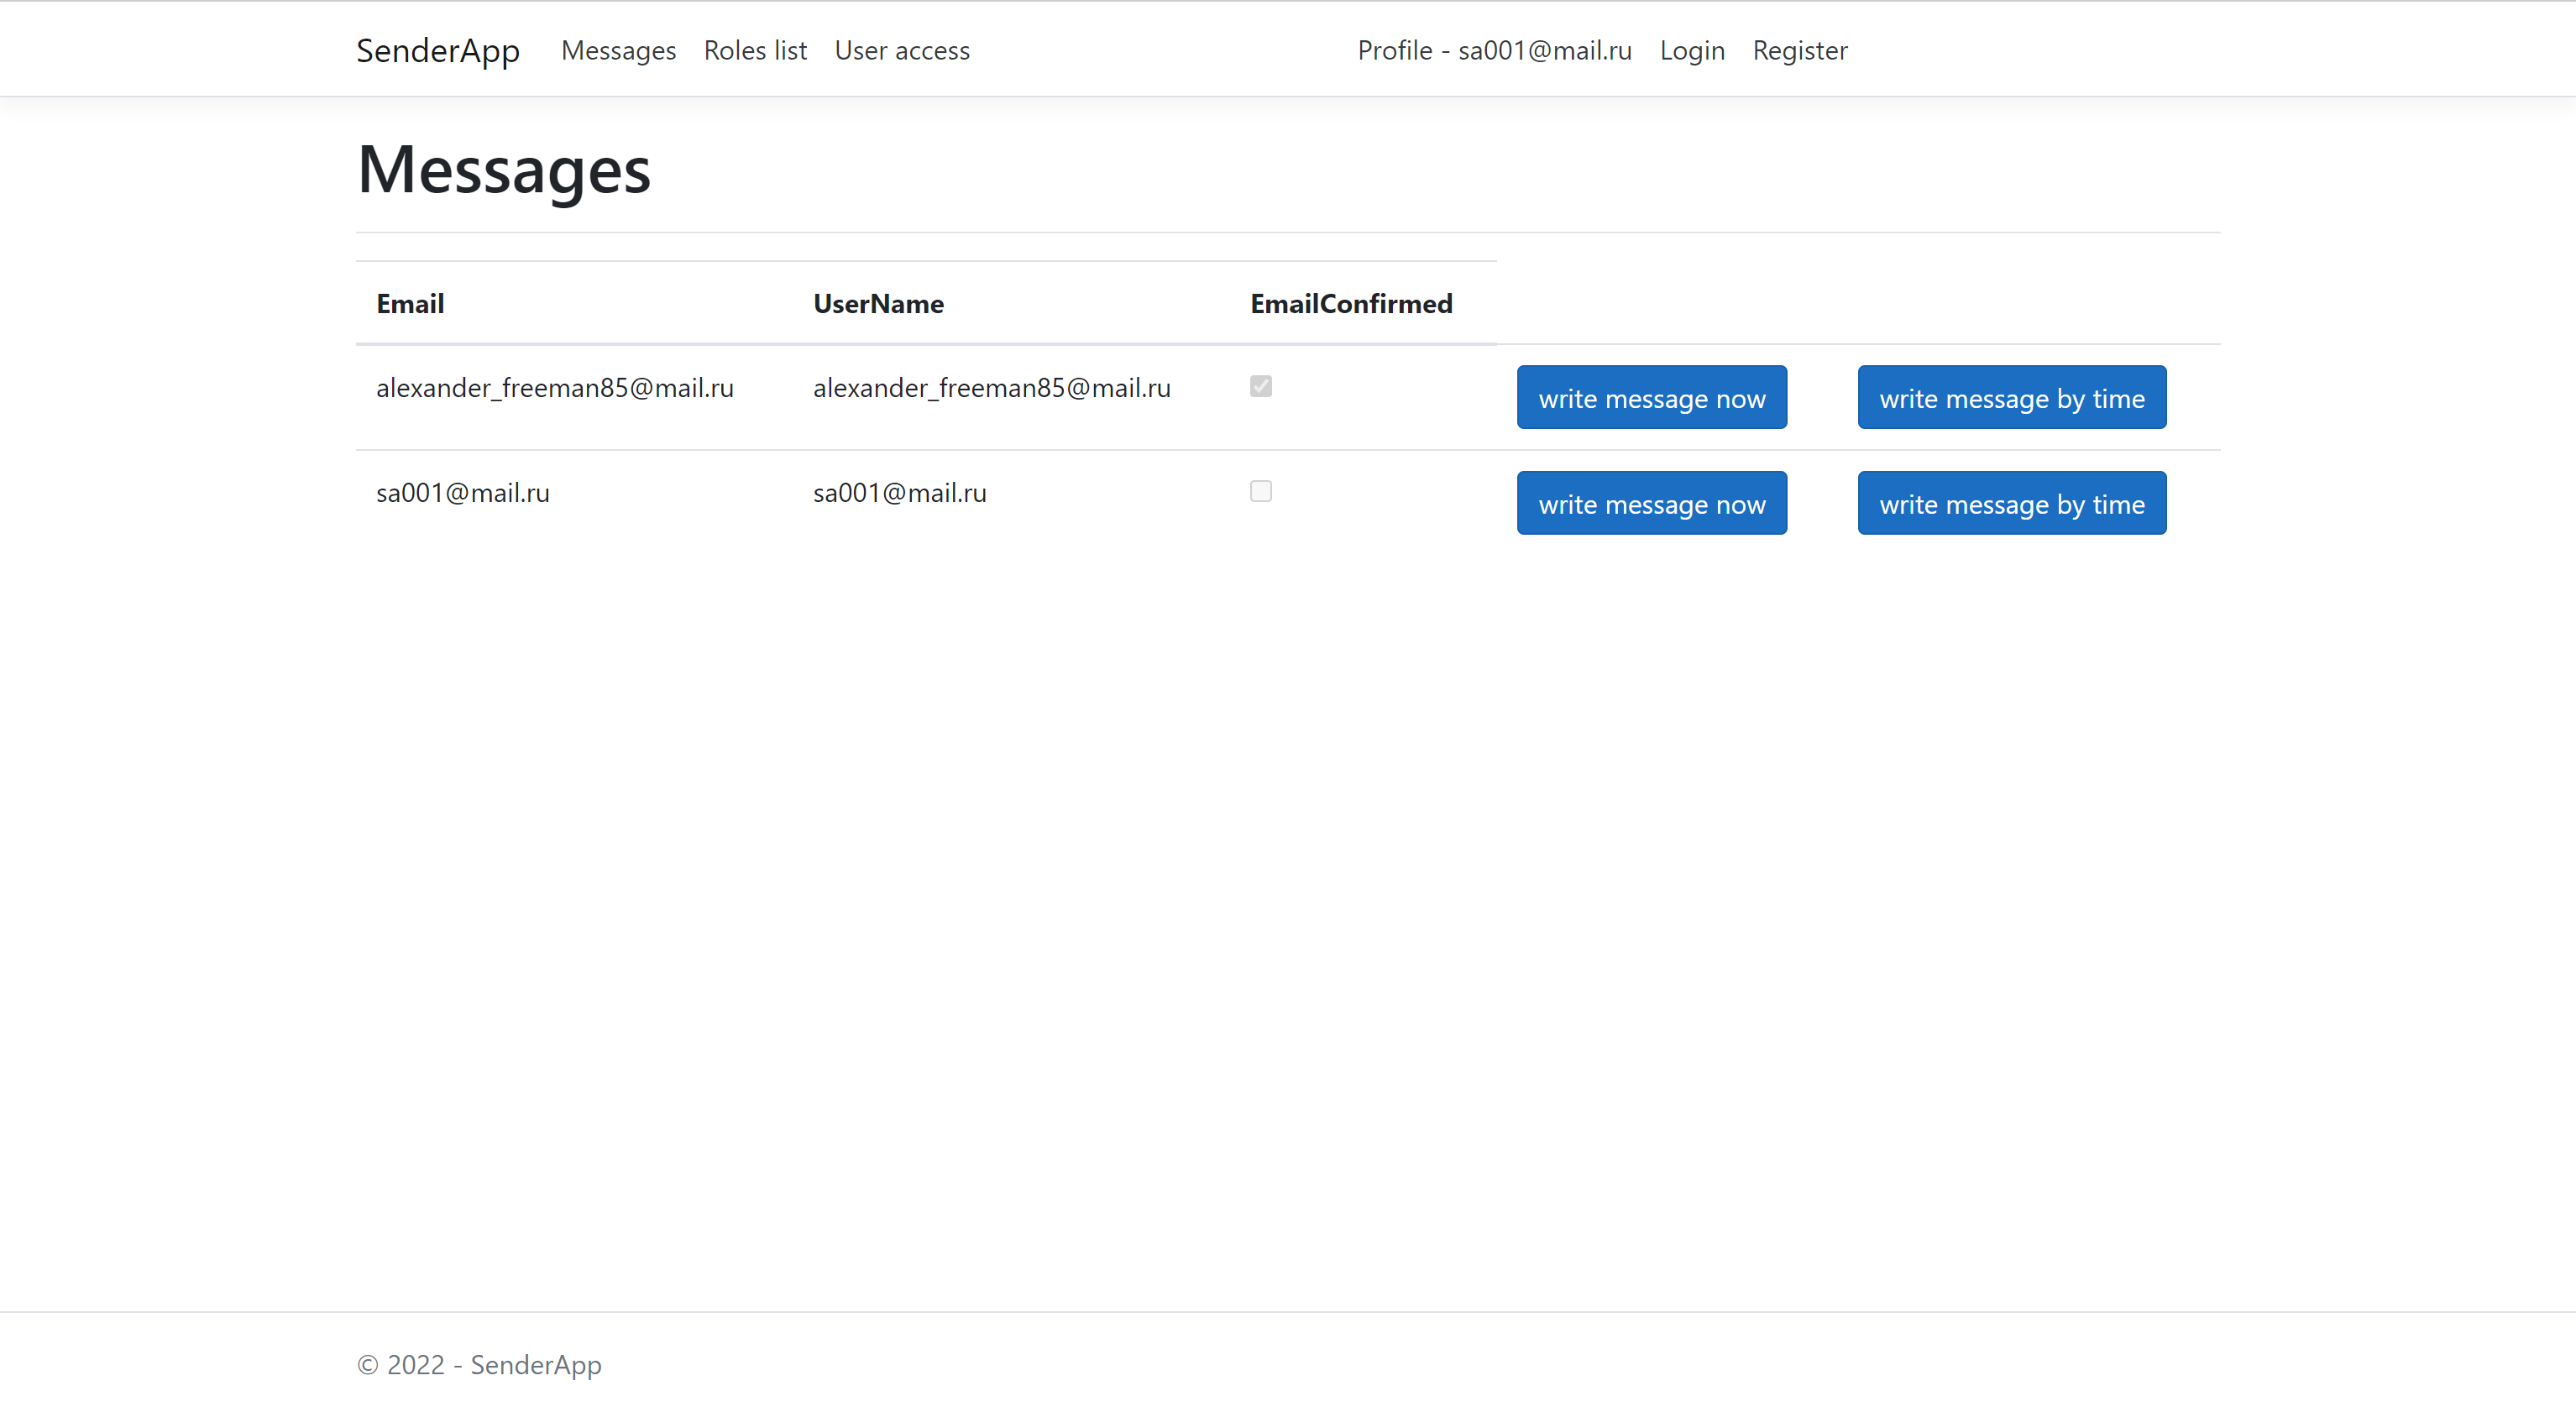 SenderApp Messages Roles list User access Profile - sa001@mail.ru Login Register
Messages
Email UserName EmailConfirmed
alexander_freeman85@mail.ru alexander_freeman85@mail.ru write message now write message by time
sa001@mail.ru sa001@mail.ru write message now write message by time
© 2022 - SenderApp